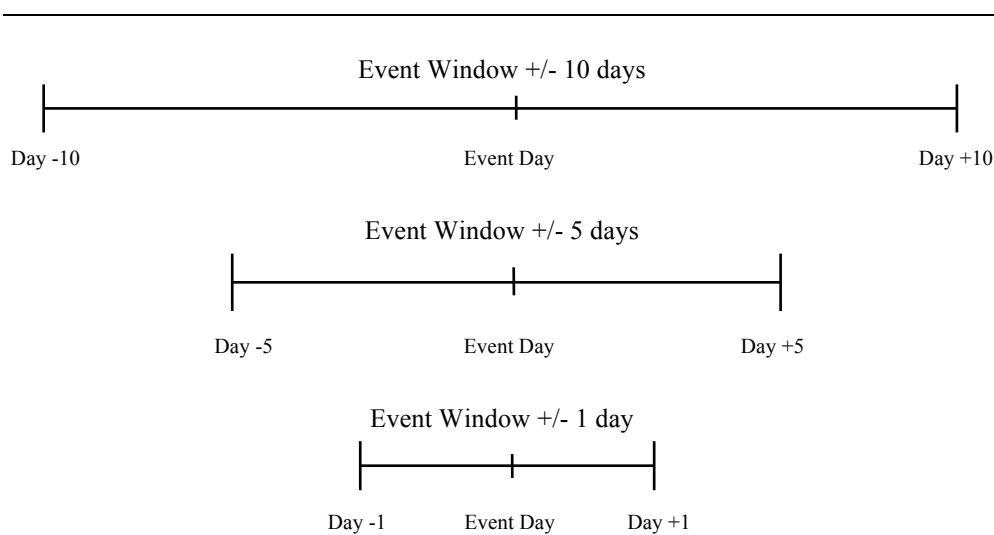 Event Window +/- 10 days
Day -10 Event Day Day +10
Event Window +/- 5 days
Day -5 Event Day Day +5
Event Window +/- 1 day
Day -1 Event Day Day +1